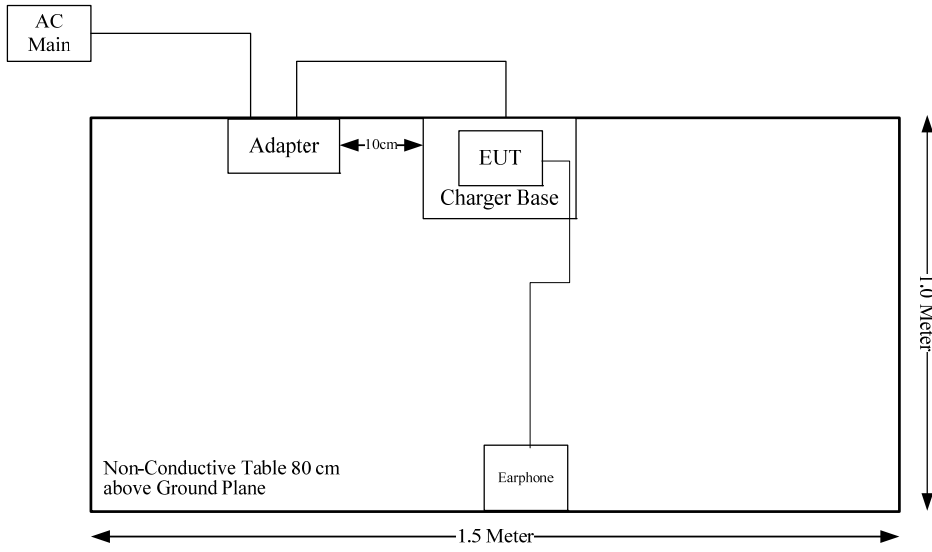 AC
Main
Adapter
10cm
EUT
Charger Base
1.0 Meter
Non-Conductive Table 80 cm
above Ground Plane
Earphone
1.5 Meter